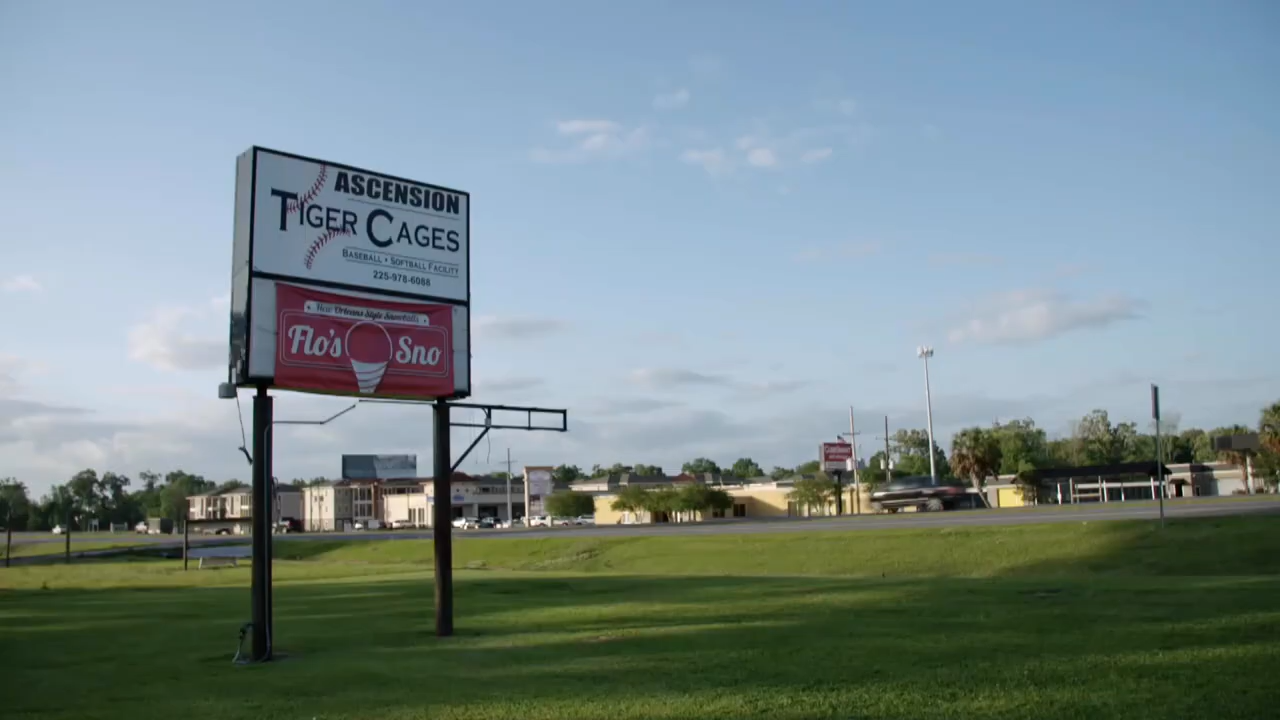 ASCENSION
TIGER CAGES
BASEBALL • SOFTBALL FACILITY
225-978-6088
New Orleans Style Snowballs
Flo's Sno